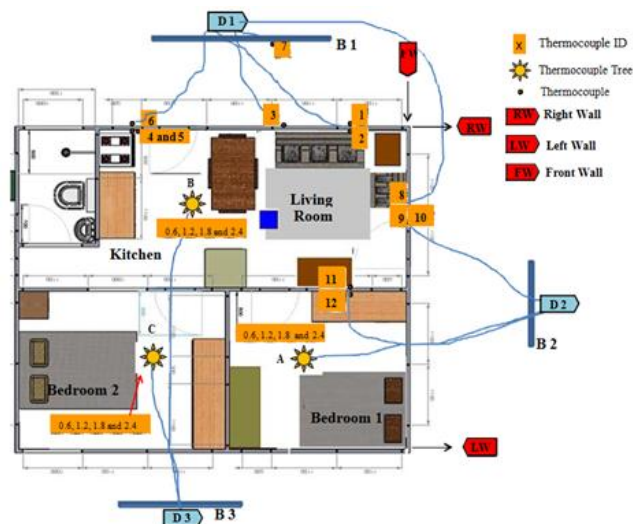 D 1
B 1
7
x Thermocouple ID
Thermocouple Tree
Thermocouple
RW Right Wall
LW Left Wall
FW Front Wall
FW
RW
6
3
1
4 and 5
2
B
Living
Room
8
9 10
0.6, 1.2, 1.8 and 2.4
Kitchen
11
12
D 2
B 2
C
0.6, 1.2, 1.8 and 2.4
A
Bedroom 2
0.6, 1.2, 1.8 and 2.4
Bedroom 1
LW
B 3
D 3